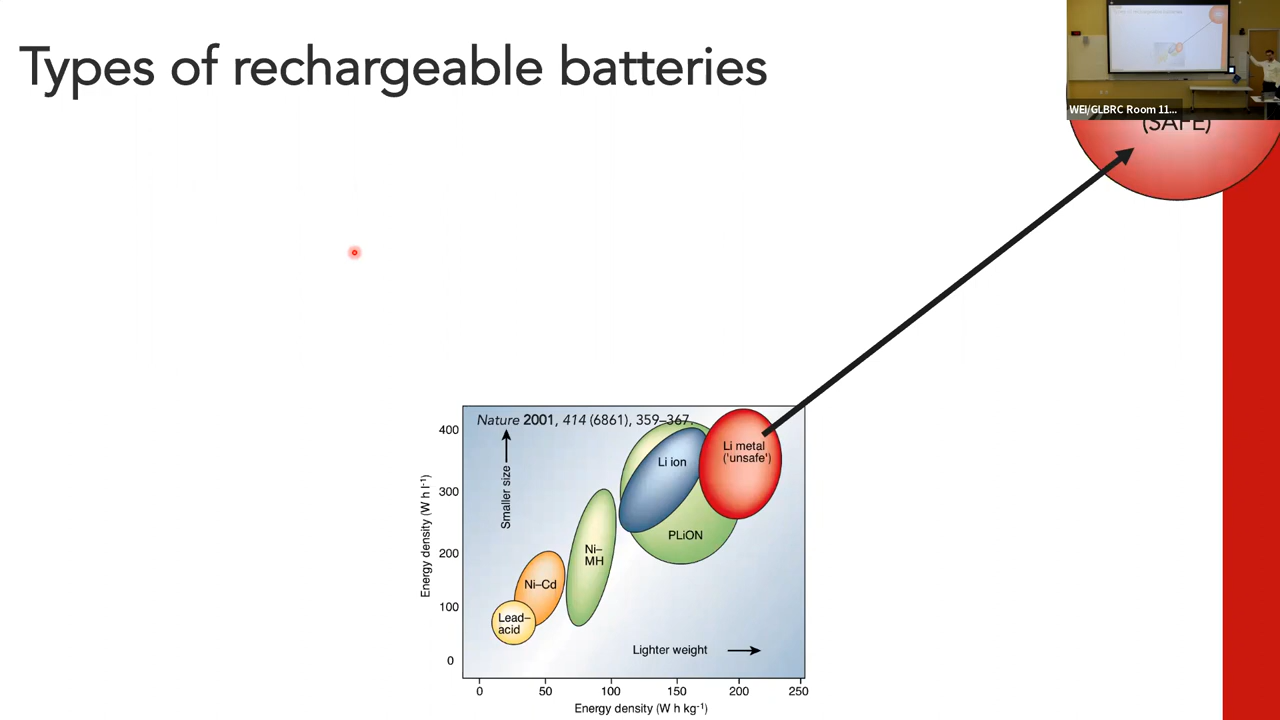 Types of rechargeable batteries
WEI/GLBRC Room 11...
(SAFE)
Nature 2001, 414 (6861), 359–367.
400
300
200
100
0
Energy density (W h l-1)
Smaller size
Li metal
('unsafe')
Li ion
PLiON
Ni–
MH
Ni–Cd
Lead–
acid
Lighter weight
0 50 100 150 200 250
Energy density (W h kg-1)